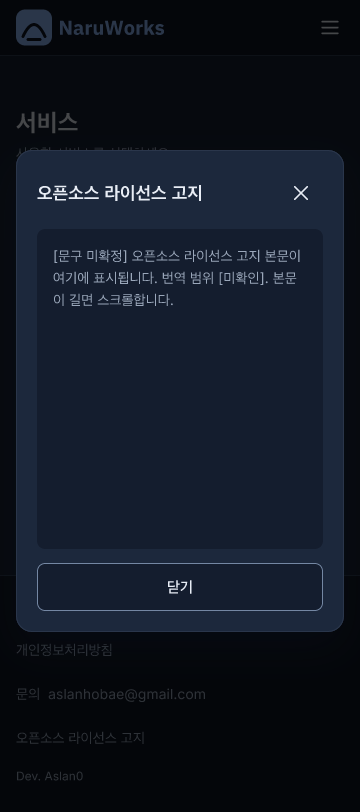 NaruWorks
서비스
오픈소스 라이선스 고지
[문구 미확정] 오픈소스 라이선스 고지 본문이
여기에 표시됩니다. 번역 범위 [미확인]. 본문
이 길면 스크롤합니다.
닫기
개인정보처리방침
문의 aslanhobae@gmail.com
오픈소스 라이선스 고지
Dev. Aslan0